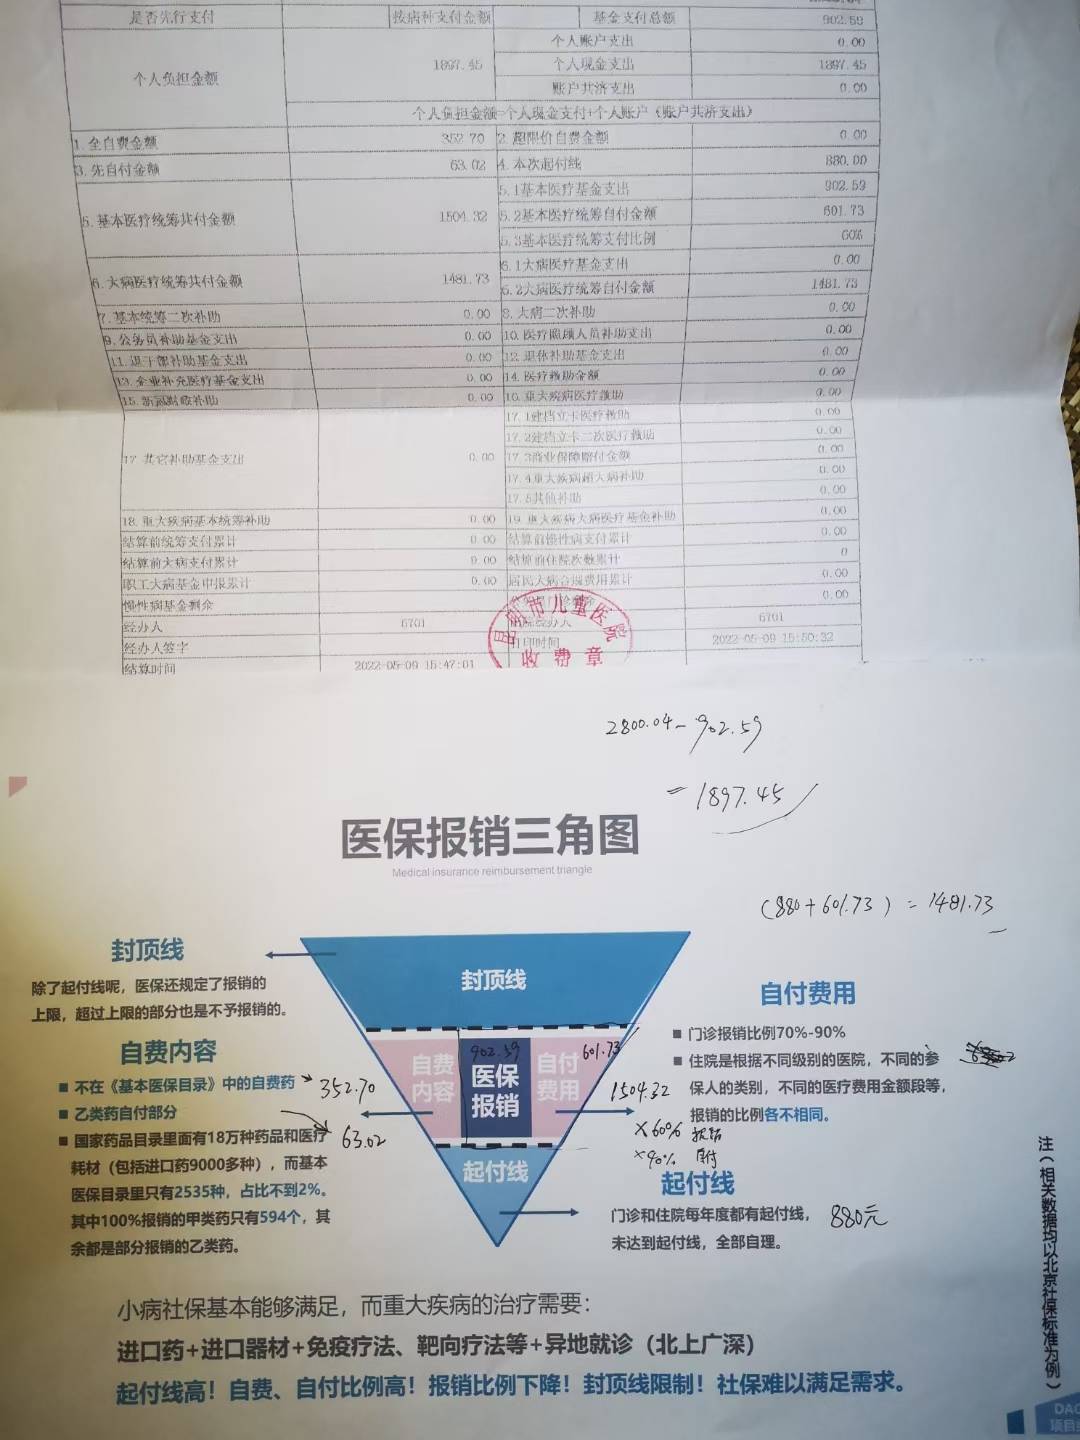 是否先行支付 按病种支付金额 基金支付总额 902.59
个人负担金额 1897.45 个人账户支出 0.00
个人现金支出 1897.45
账户共济支出 0.00
个人负担金额=个人现金支付+个人账户（账户共济支出）
1.全自费金额 352.70 2.超限价自费金额 0.00
3.先自付金额 63.02 4.本次起付线 880.00
5.基本医疗统筹共付金额 1504.32 5.1基本医疗基金支出 902.59
5.2基本医疗统筹自付金额 601.73
5.3基本医疗统筹支付比例 60%
6.大病医疗统筹共付金额 1481.73 6.1大病医疗基金支出 0.00
6.2大病医疗统筹自付金额 1481.73
7.基本统筹二次补助 0.00 8.大病二次补助 0.00
9.公务员补助基金支出 0.00 10.医疗照顾人员补助支出 0.00
11.退干部补助基金支出 0.00 12.退休补助基金支出 0.00
13.企业补充医疗基金支出 0.00 14.医疗救助金额 0.00
15.新冠财政补助 0.00 16.重大疾病医疗救助 0.00
17.其它补助基金支出 0.00 17.1建档立卡医疗救助 0.00
17.2建档立卡二次医疗救助 0.00
17.3商业保障赔付金额 0.00
17.4重大疾病超大病补助 0.00
17.5其他补助 0.00
18.重大疾病基本统筹补助 0.00 19.重大疾病大病医疗基金补助 0.00
结算前统筹支付累计 0.00 结算前慢性病支付累计 0.00
结算前大病支付累计 0.00 结算前住院次数累计 0
职工大病基金申报累计 0.00 居民大病合规费用累计 0.00
慢性病基金剩余 0.00
经办人 6701 6701
经办人签字 打印时间 2022-05-09 15:50:32
结算时间 2022-05-09 15:47:01
昆明市儿童医院
收费章
2800.04-902.59
=1897.45
医保报销三角图
Medical insurance reimbursement triangle
(880+601.73)=1481.73
封顶线
除了起付线呢，医保还规定了报销的
上限，超过上限的部分也是不予报销的。
封顶线
自费内容
■ 不在《基本医保目录》中的自费药 352.70
■ 乙类药自付部分
■ 国家药品目录里面有18万种药品和医疗 63.02
耗材（包括进口药9000多种），而基本
医保目录里只有2535种，占比不到2%。
其中100%报销的甲类药只有594个，其
余都是部分报销的乙类药。
902.59
601.73
自费
内容
医保
报销
自付
费用
起付线
自付费用
■ 门诊报销比例70%-90%
■ 住院是根据不同级别的医院，不同的参
保人的类别，不同的医疗费用金额段等，
报销的比例各不相同。
1504.32
×60% 报销
×40% 自付
起付线
门诊和住院每年度都有起付线， 880元
未达到起付线，全部自理。
注（相关数据均以北京社保标准为例）
小病社保基本能够满足，而重大疾病的治疗需要：
进口药+进口器材+免疫疗法、靶向疗法等+异地就诊（北上广深）
起付线高！自费、自付比例高！报销比例下降！封顶线限制！社保难以满足需求。